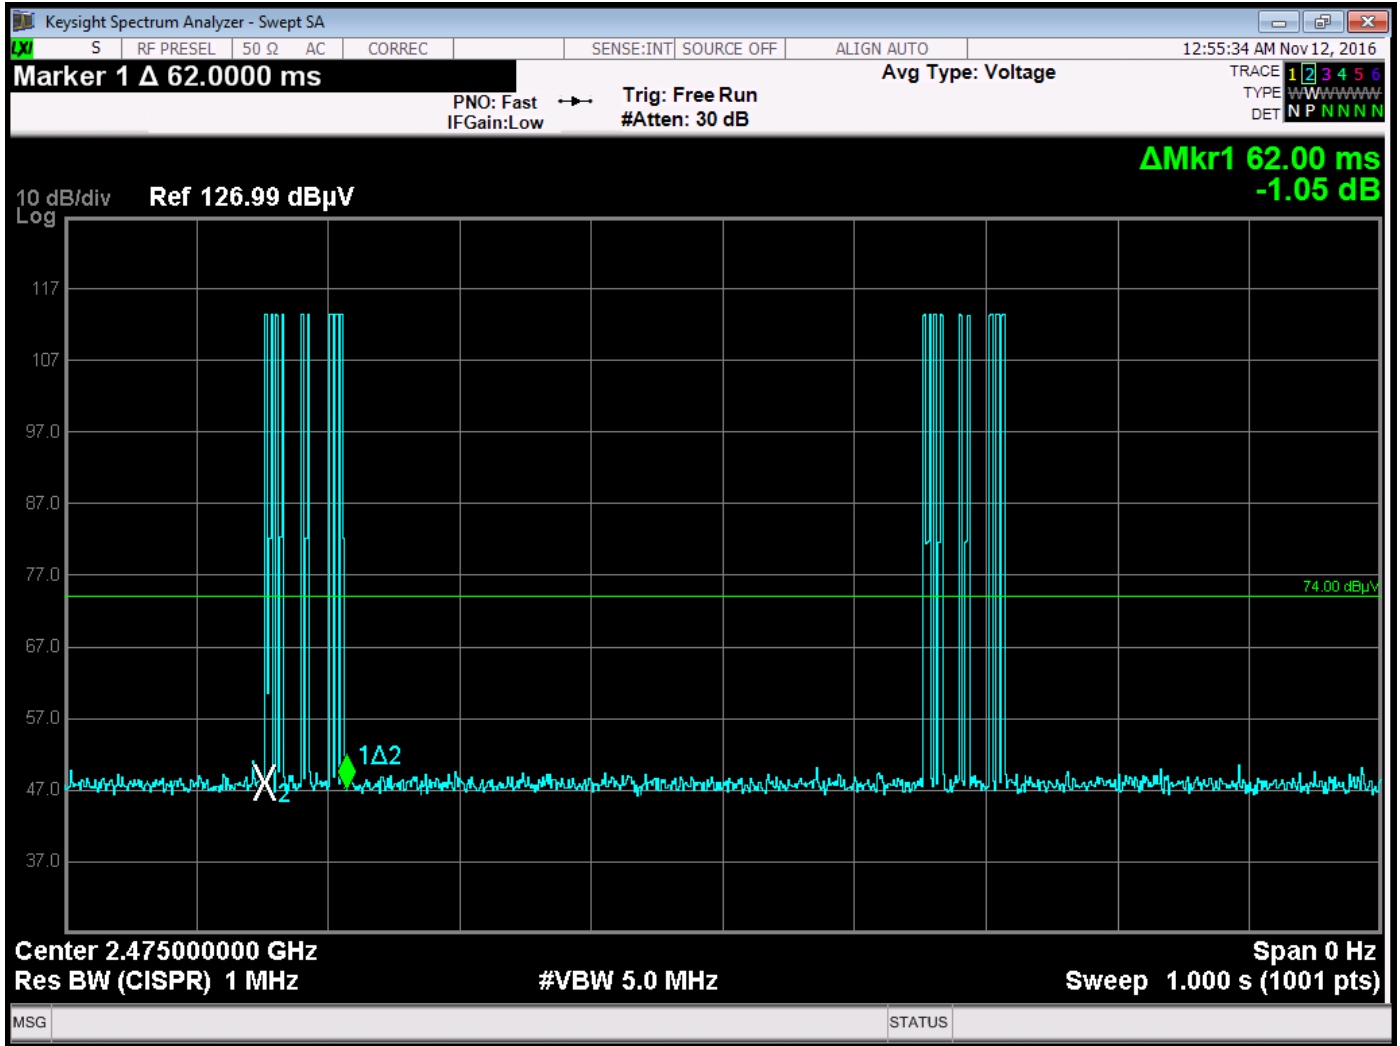 Keysight Spectrum Analyzer - Swept SA
LXI S RF PRESEL 50 Ω AC CORREC SENSE:INT SOURCE OFF ALIGN AUTO 12:55:34 AM Nov 12, 2016
Marker 1 Δ 62.0000 ms
Avg Type: Voltage
TRACE 1 2 3 4 5 6
PNO: Fast
Trig: Free Run
TYPE WWWWWW
IFGain:Low
#Atten: 30 dB
DET N P N N N N
ΔMkr1 62.00 ms
-1.05 dB
10 dB/div Ref 126.99 dBµV
Log
117
107
97.0
87.0
77.0
74.00 dBµV
67.0
57.0
1Δ2
47.0
X2
37.0
Center 2.475000000 GHz Span 0 Hz
Res BW (CISPR) 1 MHz #VBW 5.0 MHz Sweep 1.000 s (1001 pts)
MSG STATUS